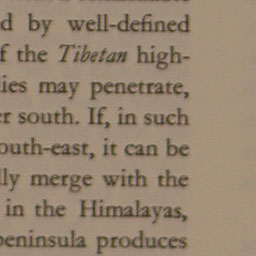 d by well-defined
f the Tibetan high-
ies may penetrate,
r south. If, in such
outh-east, it can be
lly merge with the
in the Himalayas,
peninsula produces